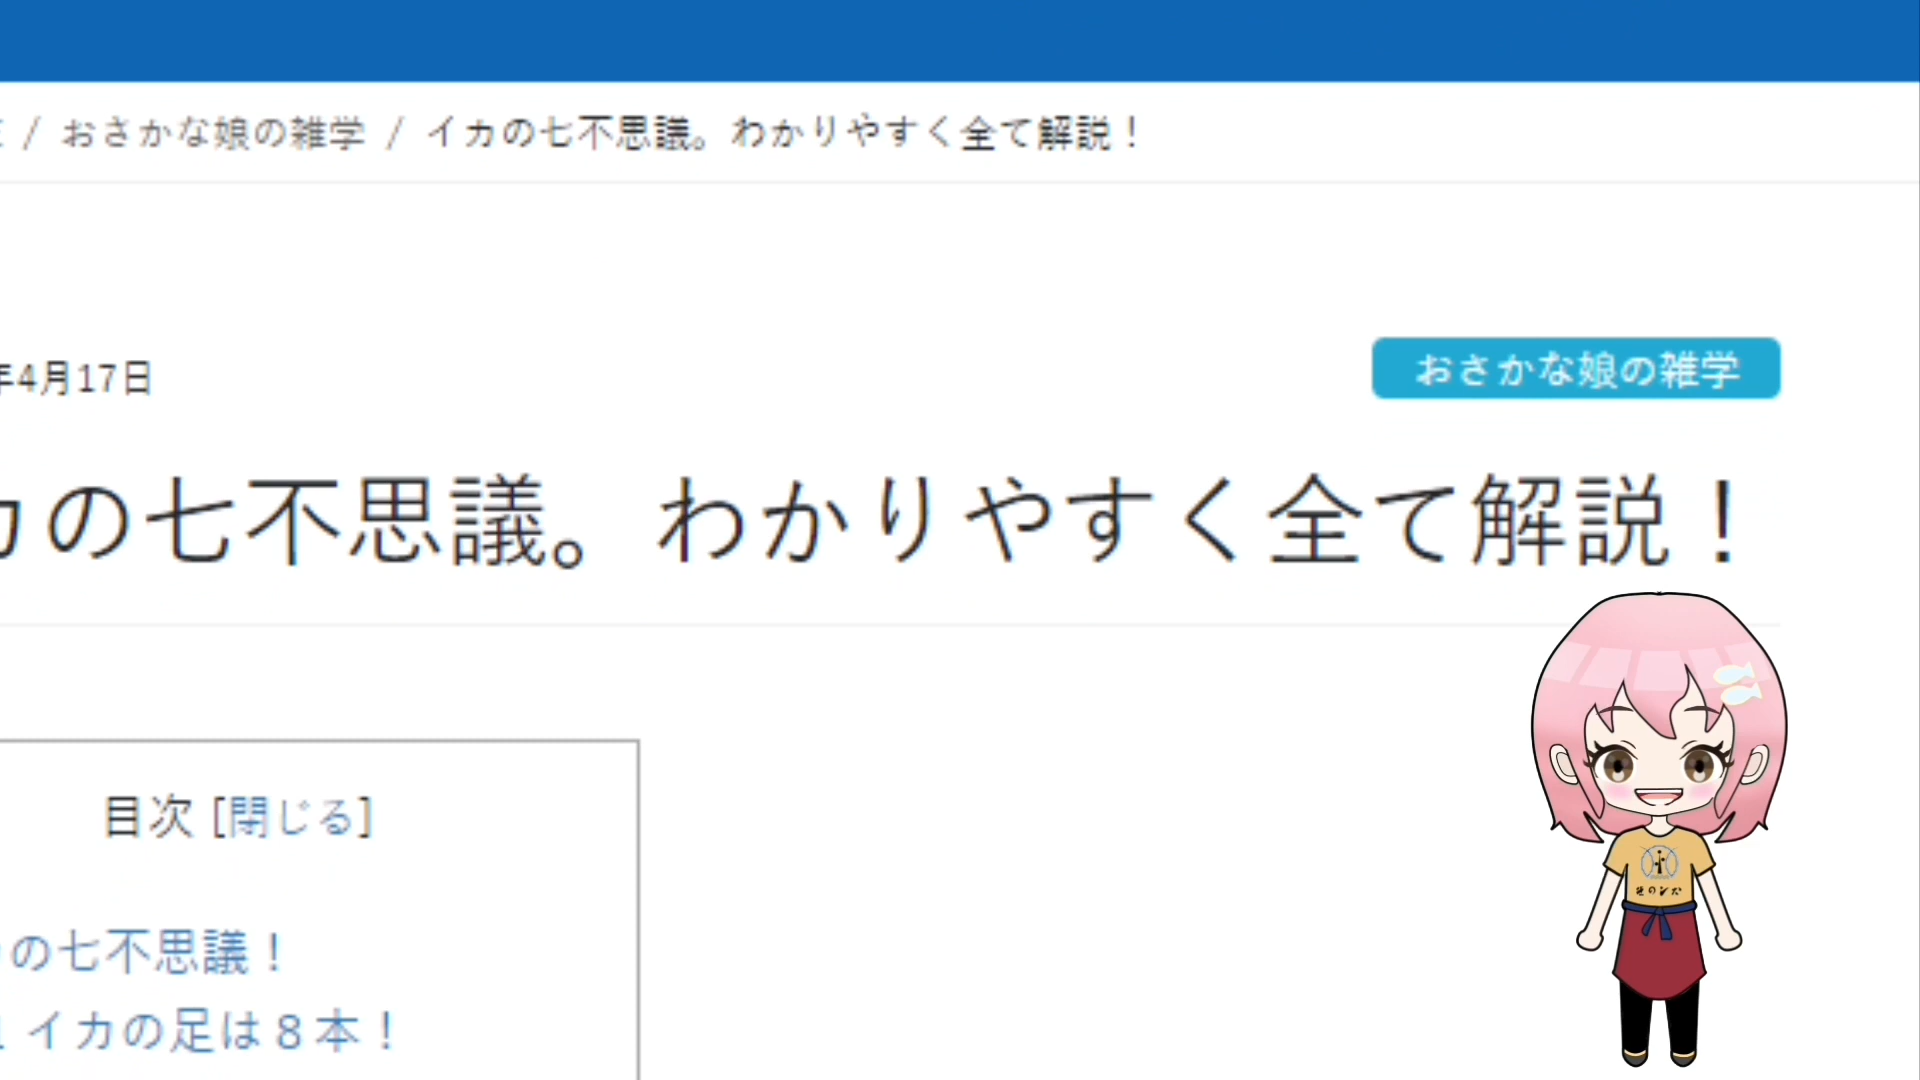 / おさかな娘の雑学 / イカの七不思議。わかりやすく全て解説！
年4月17日
おさかな娘の雑学
カの七不思議。わかりやすく全て解説！
目次 [閉じる]
の七不思議！
1 イカの足は８本！